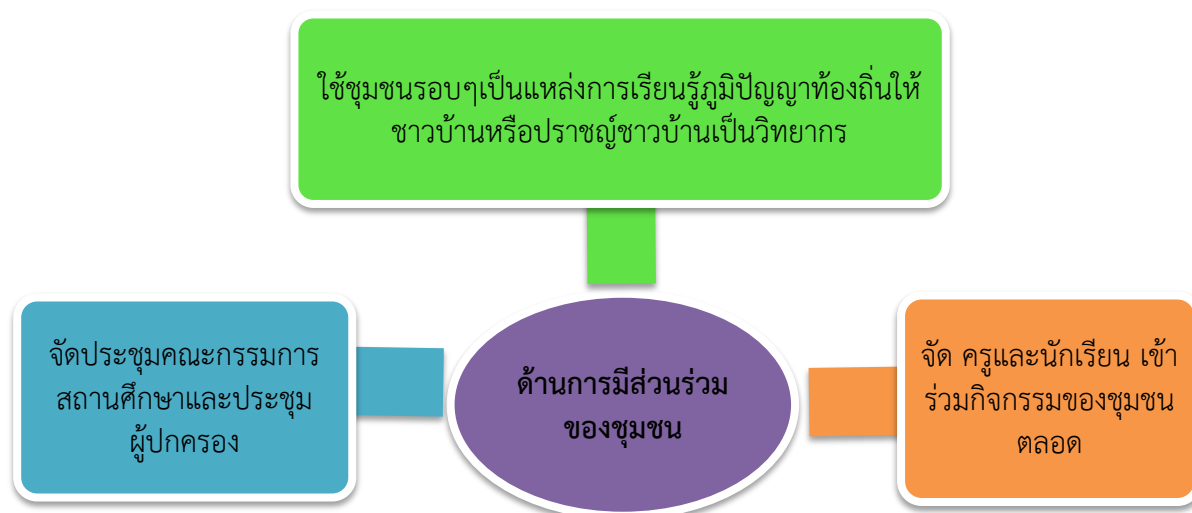 ใช้ชุมชนรอบๆเป็นแหล่งการเรียนรู้ภูมิปัญญาท้องถิ่นให้
ชาวบ้านหรือปราชญ์ชาวบ้านเป็นวิทยากร
จัดประชุมคณะกรรมการ
สถานศึกษาและประชุม
ผู้ปกครอง
ด้านการมีส่วนร่วม
ของชุมชน
จัด ครูและนักเรียน เข้า
ร่วมกิจกรรมของชุมชน
ตลอด